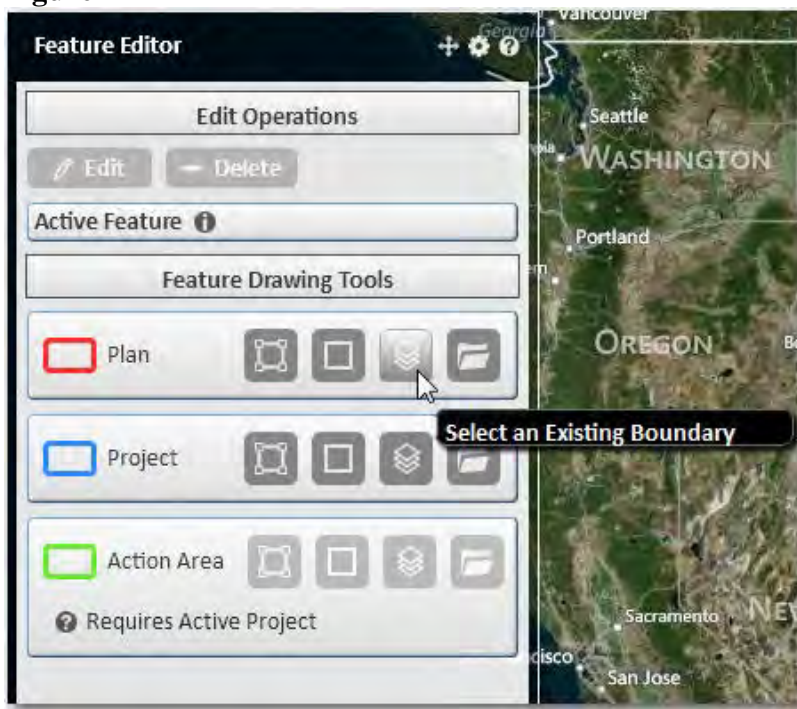 Feature Editor
Edit Operations
Edit
Delete
Active Feature
Feature Drawing Tools
Plan
Select an Existing Boundary
Project
Action Area
Requires Active Project
Vancouver
Georgia
Seattle
WASHINGTON
Portland
OREGON
Sacramento
San Jose